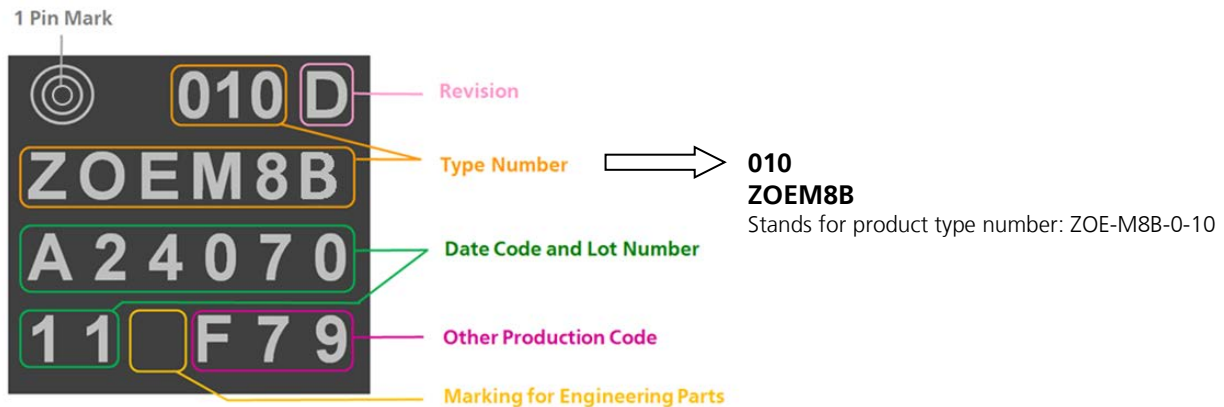 1 Pin Mark
010 D
Revision
ZOEM8B
Type Number
010
ZOEM8B
Stands for product type number: ZOE-M8B-0-10
A24070
Date Code and Lot Number
11 F79
Other Production Code
Marking for Engineering Parts